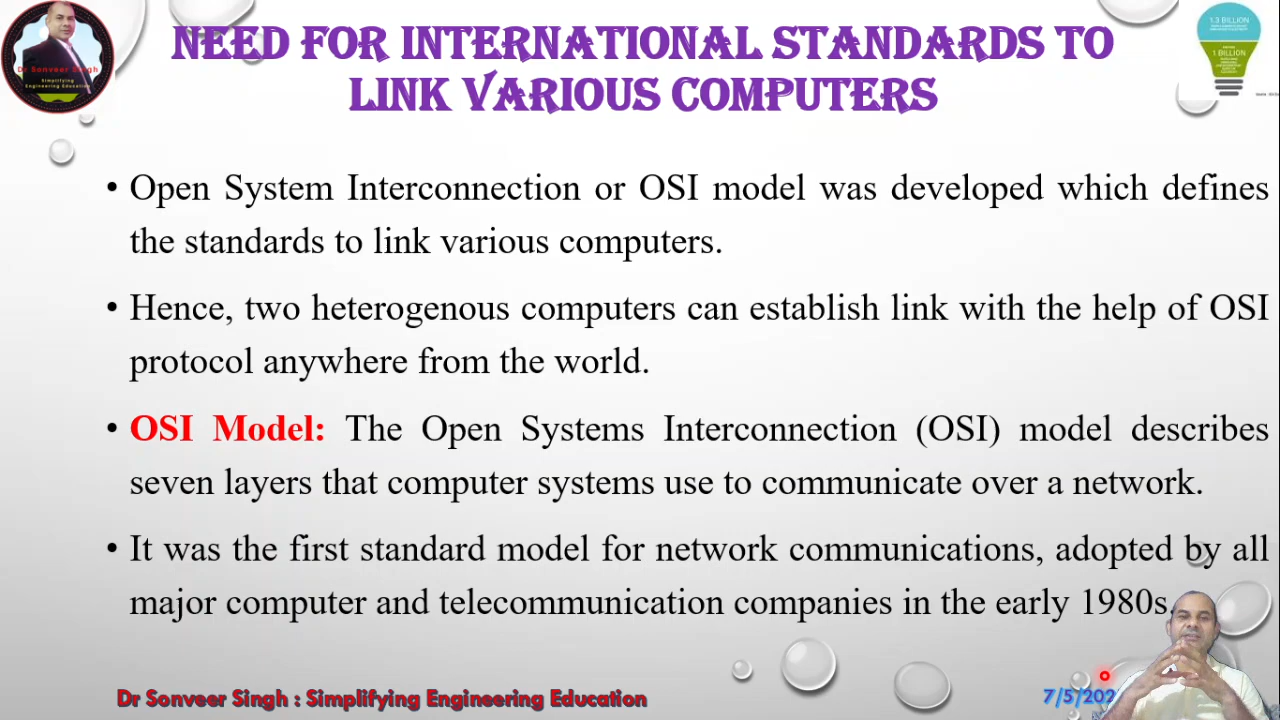 NEED FOR INTERNATIONAL STANDARDS TO
LINK VARIOUS COMPUTERS
Dr Sonveer Singh
Simplifying
Engineering Education
1.3 BILLION
1 BILLION
• Open System Interconnection or OSI model was developed which defines
the standards to link various computers.
• Hence, two heterogenous computers can establish link with the help of OSI
protocol anywhere from the world.
• OSI Model: The Open Systems Interconnection (OSI) model describes
seven layers that computer systems use to communicate over a network.
• It was the first standard model for network communications, adopted by all
major computer and telecommunication companies in the early 1980s.
Dr Sonveer Singh : Simplifying Engineering Education
7/5/202